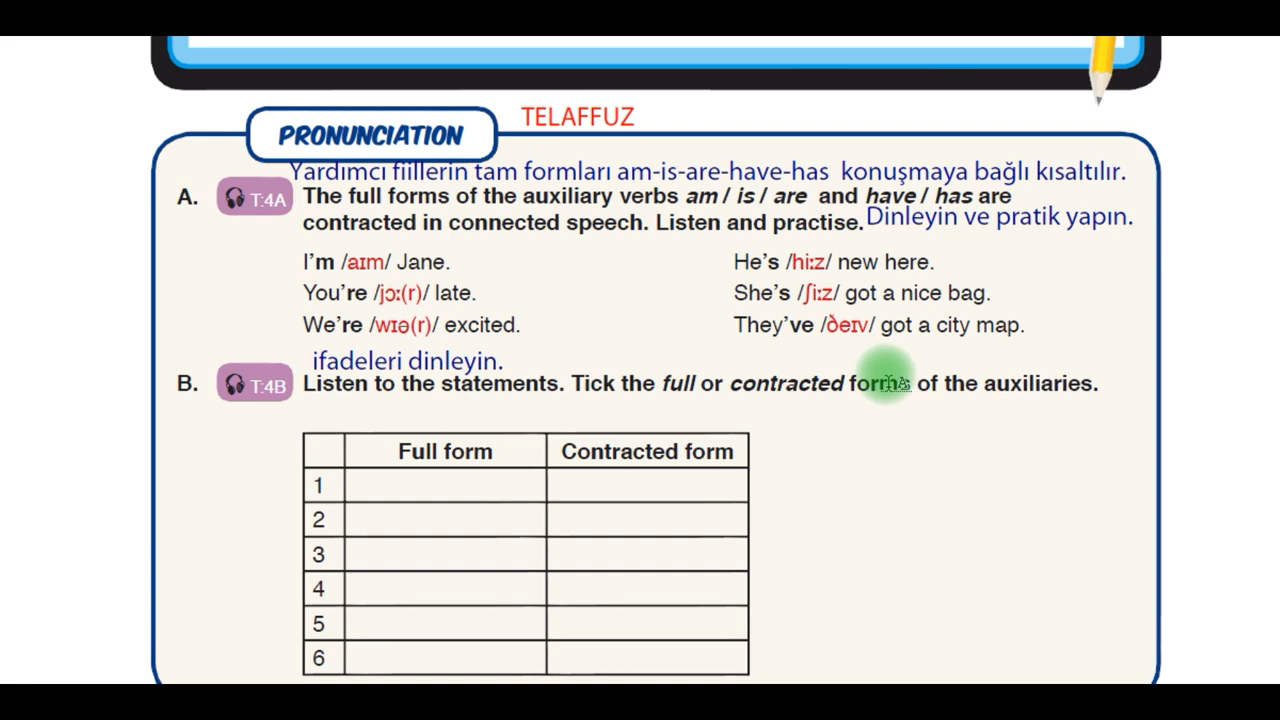 TELAFFUZ
PRONUNCIATION
Yardımcı fiillerin tam formları am-is-are-have-has konuşmaya bağlı kısaltılır.
A. T:4A The full forms of the auxiliary verbs am / is / are and have / has are
contracted in connected speech. Listen and practise. Dinleyin ve pratik yapın.
I'm /aɪm/ Jane.
You're /jɔː(r)/ late.
We're /wɪə(r)/ excited.
He's /hiːz/ new here.
She's /ʃiːz/ got a nice bag.
They've /ðeɪv/ got a city map.
ifadeleri dinleyin.
B. T:4B Listen to the statements. Tick the full or contracted forms of the auxiliaries.
Full form Contracted form
1
2
3
4
5
6